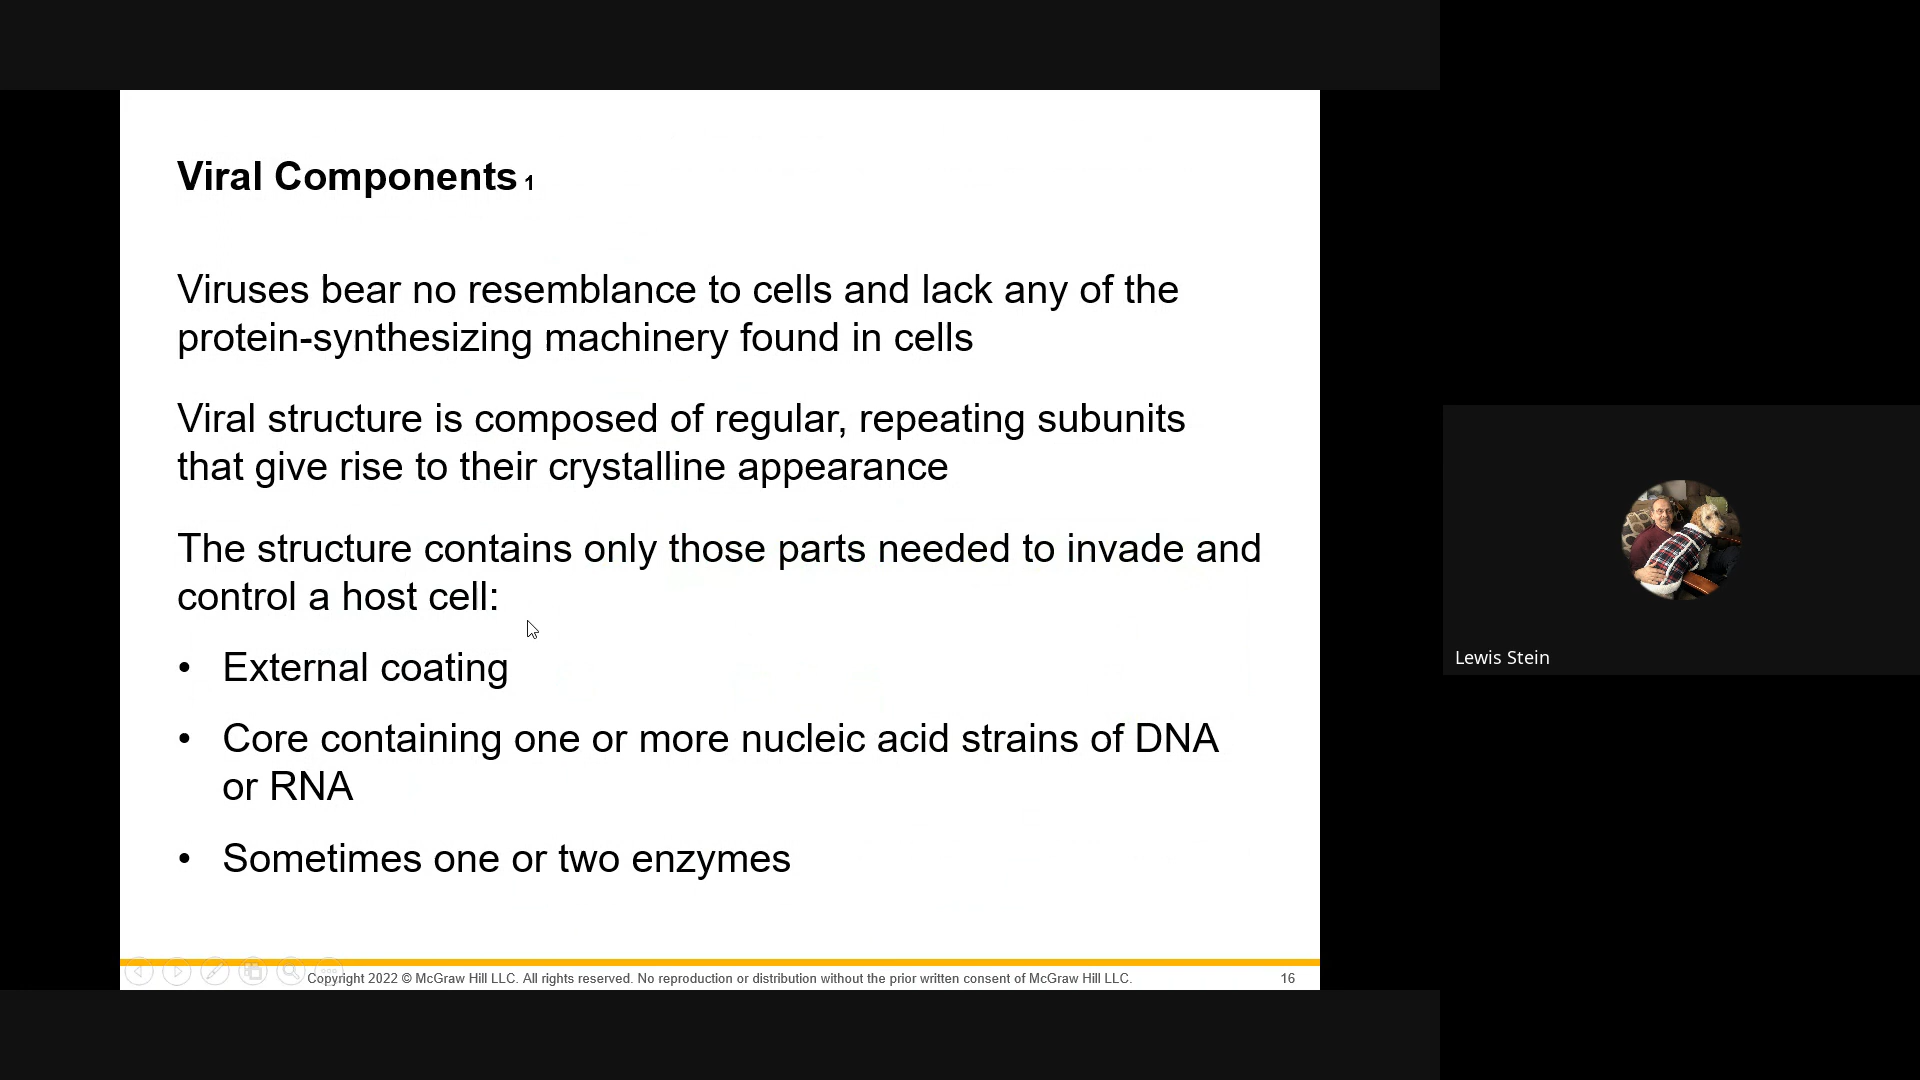 Viral Components 1
Viruses bear no resemblance to cells and lack any of the
protein-synthesizing machinery found in cells
Viral structure is composed of regular, repeating subunits
that give rise to their crystalline appearance
The structure contains only those parts needed to invade and
control a host cell:
• External coating
• Core containing one or more nucleic acid strains of DNA
or RNA
• Sometimes one or two enzymes
Copyright 2022 © McGraw Hill LLC. All rights reserved. No reproduction or distribution without the prior written consent of McGraw Hill LLC.
16
Lewis Stein